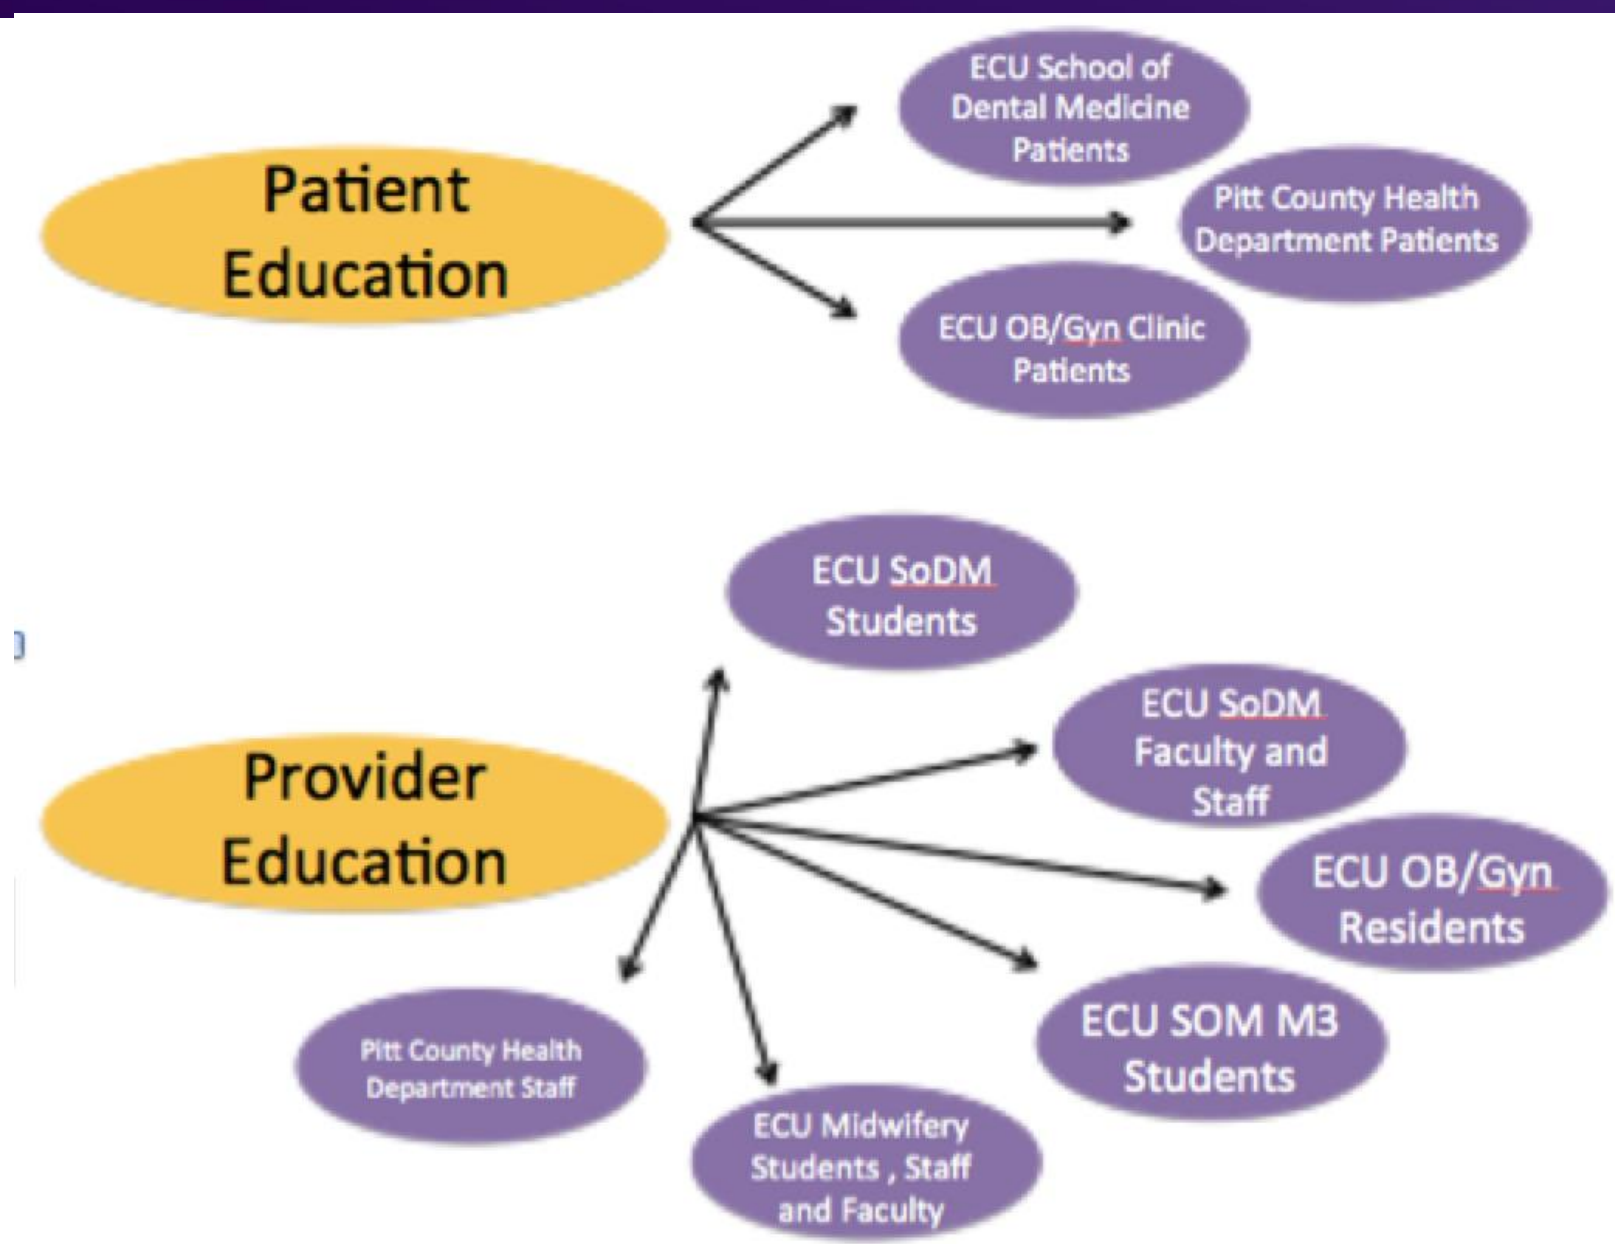 ECU School of
Dental Medicine
Patients
Patient
Education
Pitt County Health
Department Patients
ECU OB/Gyn Clinic
Patients
ECU SoDM
Students
ECU SoDM
Faculty and
Staff
Provider
Education
ECU OB/Gyn
Residents
ECU SOM M3
Students
Pitt County Health
Department Staff
ECU Midwifery
Students , Staff
and Faculty